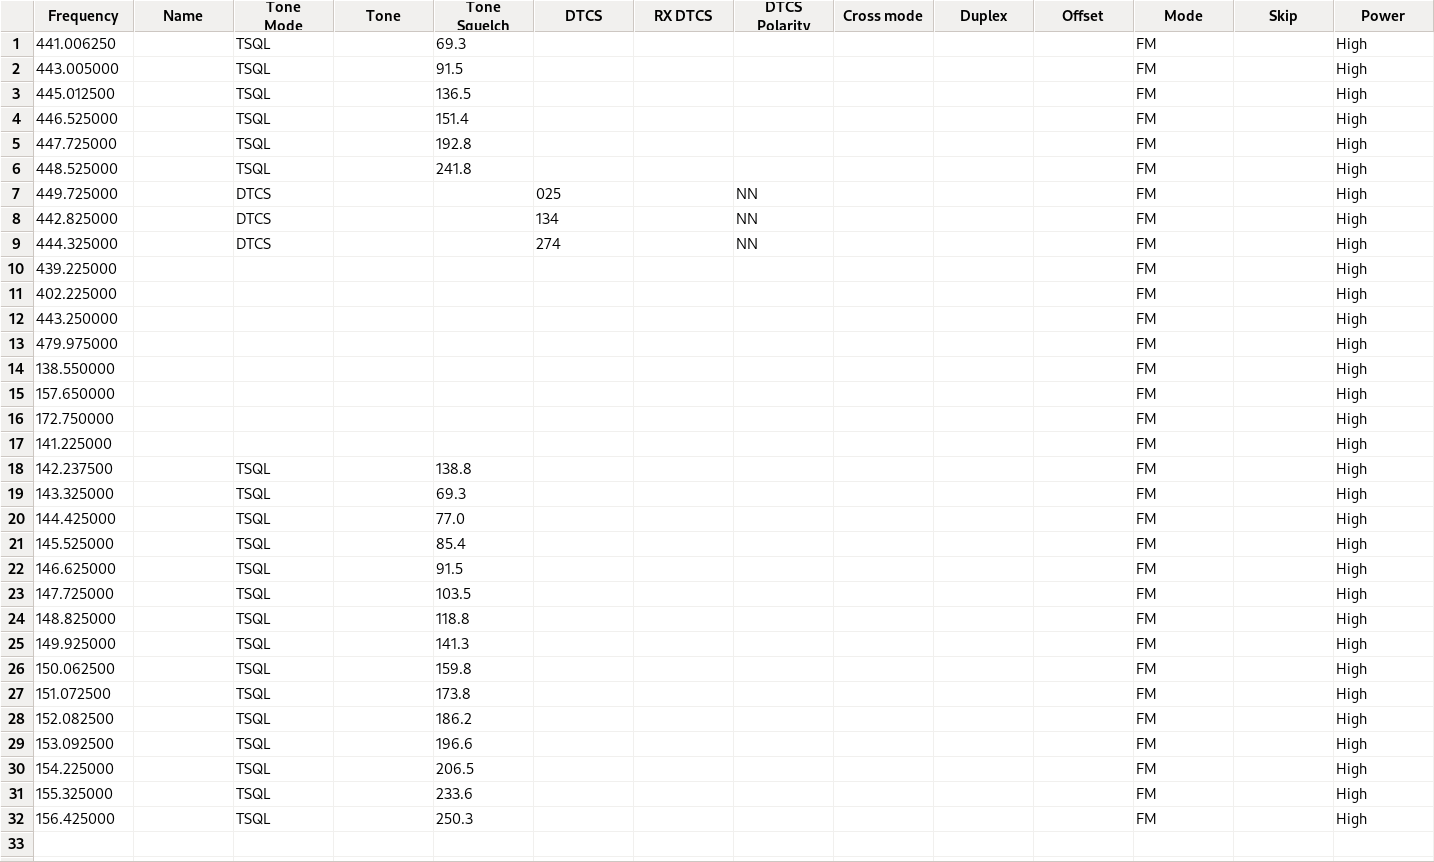 Frequency Name Tone Mode Tone Tone Squelch DTCS RX DTCS DTCS Polarity Cross mode Duplex Offset Mode Skip Power
1 441.006250 TSQL 69.3 FM High
2 443.005000 TSQL 91.5 FM High
3 445.012500 TSQL 136.5 FM High
4 446.525000 TSQL 151.4 FM High
5 447.725000 TSQL 192.8 FM High
6 448.525000 TSQL 241.8 FM High
7 449.725000 DTCS 025 NN FM High
8 442.825000 DTCS 134 NN FM High
9 444.325000 DTCS 274 NN FM High
10 439.225000 FM High
11 402.225000 FM High
12 443.250000 FM High
13 479.975000 FM High
14 138.550000 FM High
15 157.650000 FM High
16 172.750000 FM High
17 141.225000 FM High
18 142.237500 TSQL 138.8 FM High
19 143.325000 TSQL 69.3 FM High
20 144.425000 TSQL 77.0 FM High
21 145.525000 TSQL 85.4 FM High
22 146.625000 TSQL 91.5 FM High
23 147.725000 TSQL 103.5 FM High
24 148.825000 TSQL 118.8 FM High
25 149.925000 TSQL 141.3 FM High
26 150.062500 TSQL 159.8 FM High
27 151.072500 TSQL 173.8 FM High
28 152.082500 TSQL 186.2 FM High
29 153.092500 TSQL 196.6 FM High
30 154.225000 TSQL 206.5 FM High
31 155.325000 TSQL 233.6 FM High
32 156.425000 TSQL 250.3 FM High
33